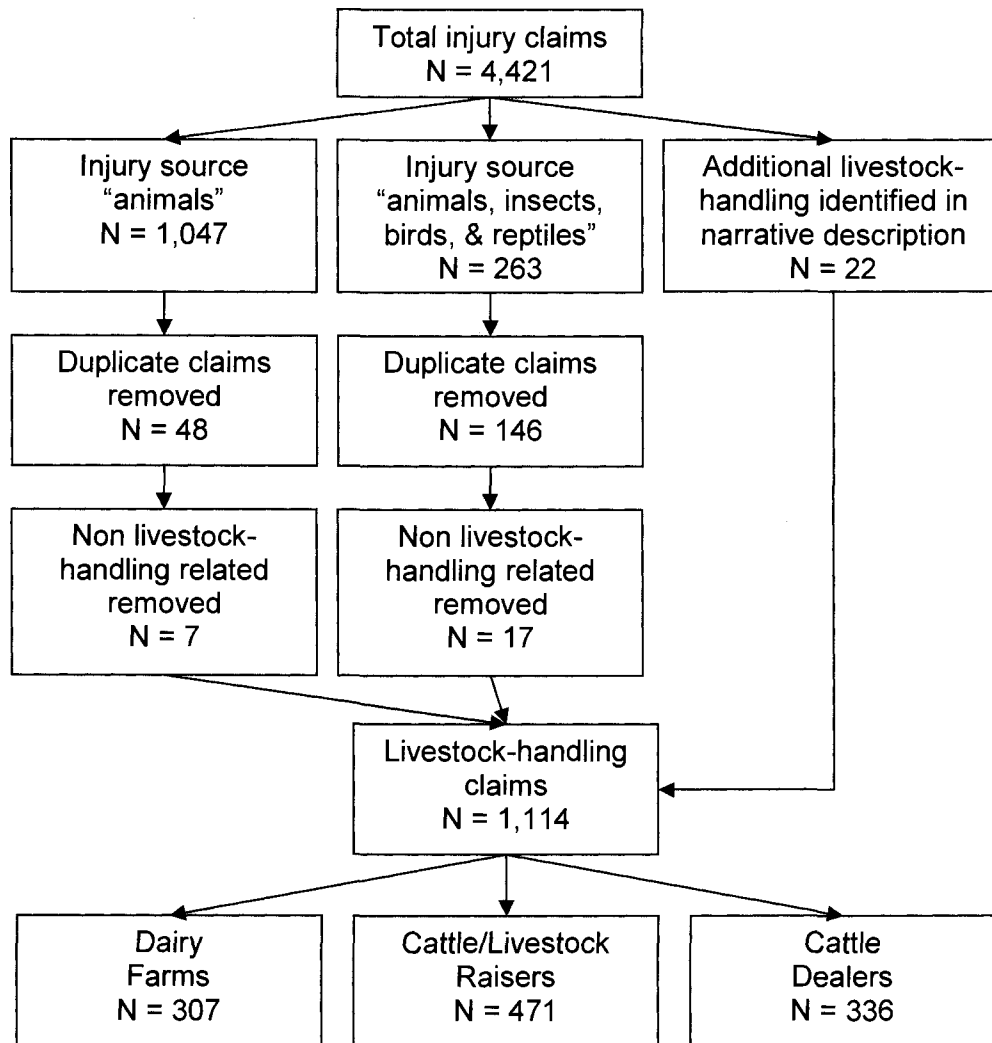 Total injury claims
N = 4,421
Injury source
“animals”
N = 1,047
Injury source
“animals, insects,
birds, & reptiles”
N = 263
Additional livestock-
handling identified in
narrative description
N = 22
Duplicate claims
removed
N = 48
Duplicate claims
removed
N = 146
Non livestock-
handling related
removed
N = 7
Non livestock-
handling related
removed
N = 17
Livestock-handling
claims
N = 1,114
Dairy
Farms
N = 307
Cattle/Livestock
Raisers
N = 471
Cattle
Dealers
N = 336